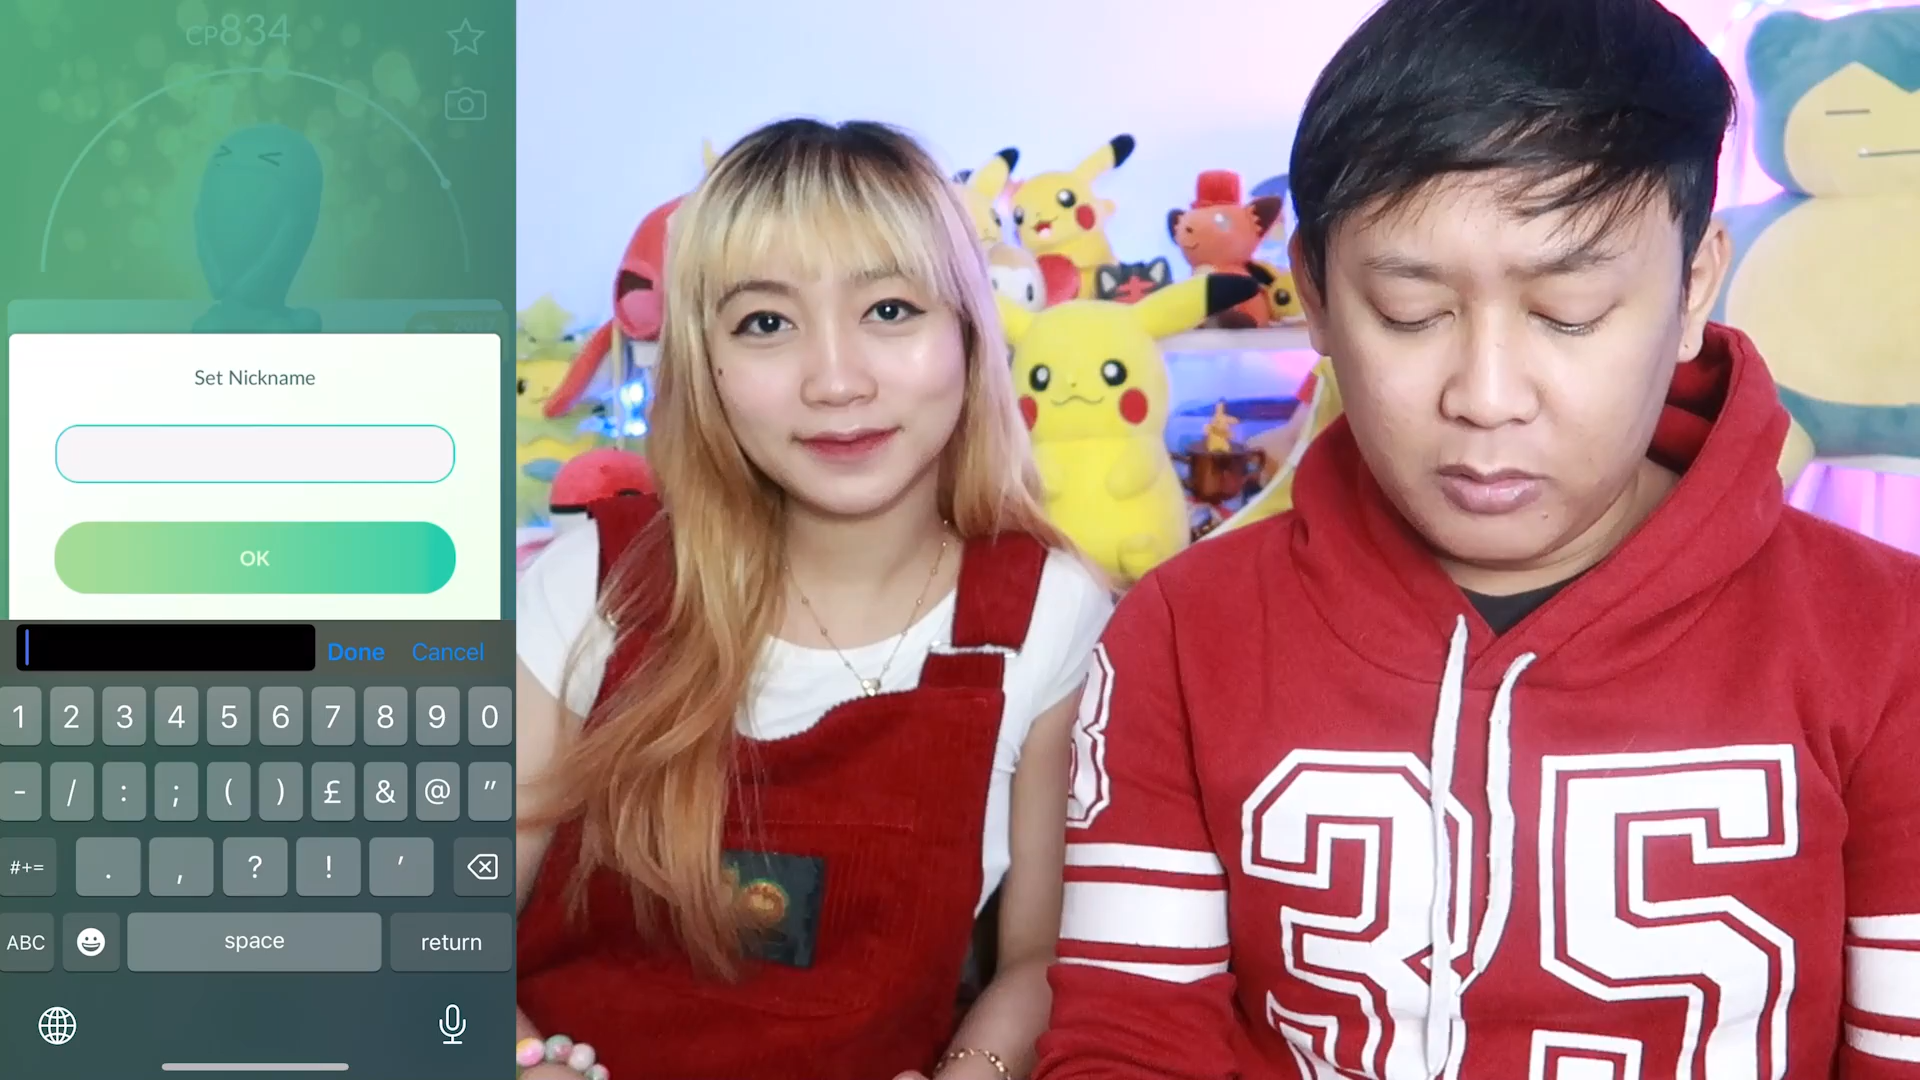 CP834
Set Nickname
OK
Done Cancel
1 2 3 4 5 6 7 8 9 0
- / : ; ( ) £ & @ "
#+= . , ? ! '
ABC space return
35